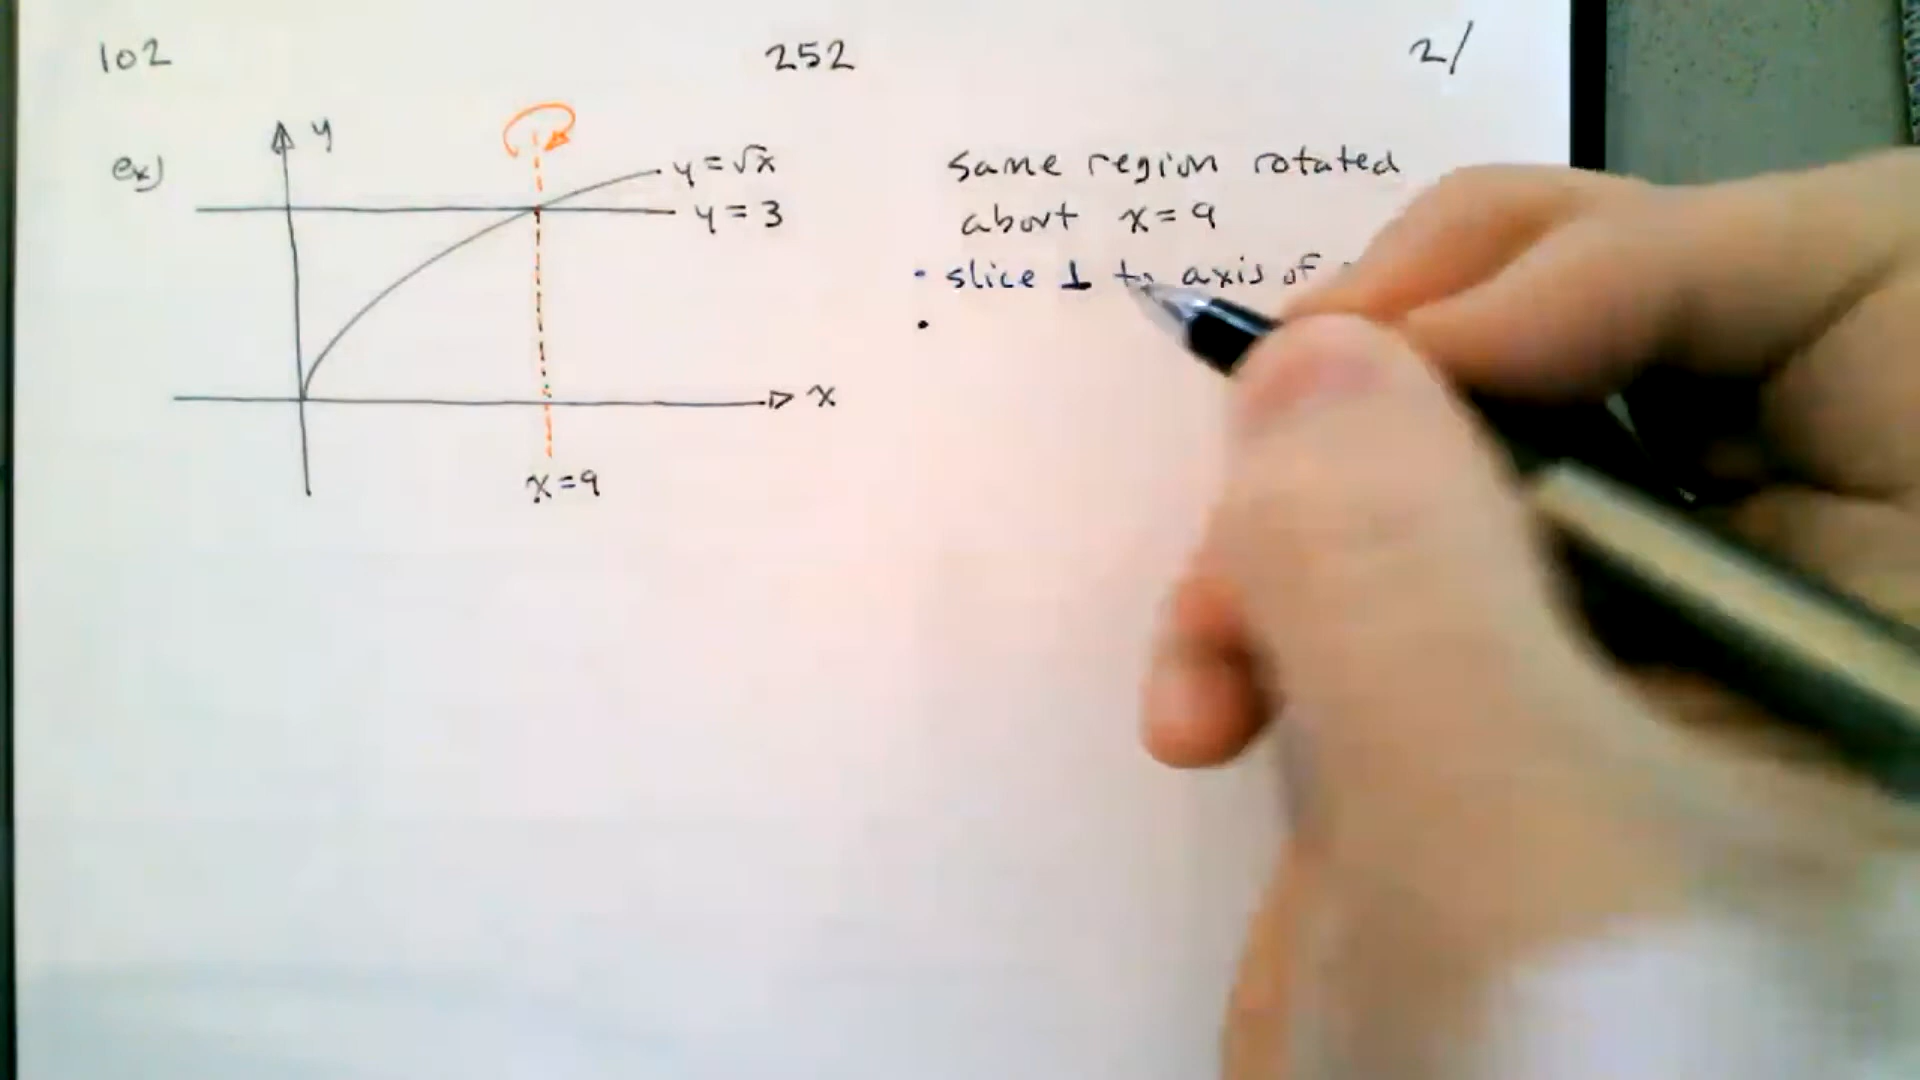 102 252 2/
ex)
y
y = √x
y = 3
x
x = 9
same region rotated
about x = 9
• slice ⊥ to axis of
•